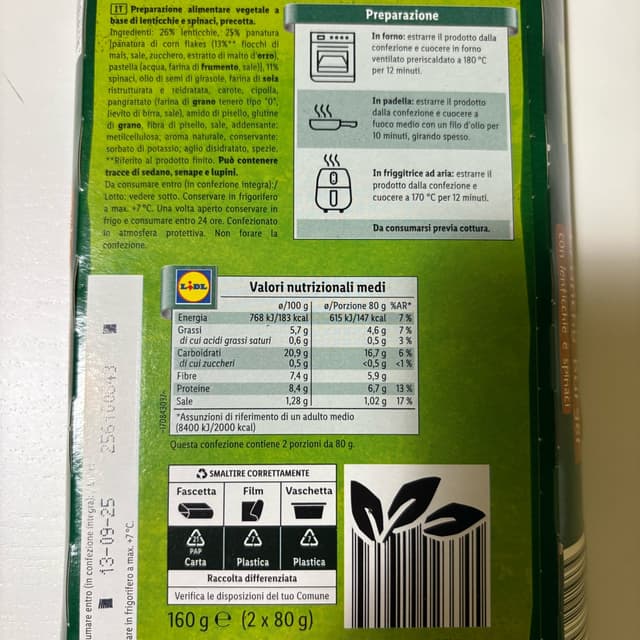 IT Preparazione alimentare vegetale a
base di lenticchie e spinaci, precotta.
Ingredienti: 26% lenticchie, 25% panatura
[panatura di corn flakes (13%** fiocchi di
mais, sale, zucchero, estratto di malto d'orzo),
pastella (acqua, farina di frumento, sale)], 11%
spinaci, olio di semi di girasole, farina di soia
ristrutturata e reidratata, carote, cipolla,
pangrattato (farina di grano tenero tipo "0",
lievito di birra, sale), amido di pisello, glutine
di grano, fibra di pisello, sale, addensante:
metilcellulosa; aroma naturale, conservante:
sorbato di potassio; aglio disidratato, spezie.
**Riferito al prodotto finito. Può contenere
tracce di sedano, senape e lupini.
Da consumare entro (in confezione integra):/
Lotto: vedere sotto. Conservare in frigorifero
a max. +7°C. Una volta aperto conservare in
frigo e consumare entro 24 ore. Confezionato
in atmosfera protettiva. Non forare la
confezione.
Preparazione
In forno: estrarre il prodotto dalla
confezione e cuocere in forno
ventilato preriscaldato a 180 °C
per 12 minuti.
In padella: estrarre il prodotto
dalla confezione e cuocere a
fuoco medio con un filo d'olio per
10 minuti, girando spesso.
In friggitrice ad aria: estrarre il
prodotto dalla confezione e
cuocere a 170 °C per 12 minuti.
Da consumarsi previa cottura.
LIDL
Valori nutrizionali medi
ø/100 g ø/Porzione 80 g %AR*
Energia 768 kJ/183 kcal 615 kJ/147 kcal 7 %
Grassi 5,7 g 4,6 g 7 %
di cui acidi grassi saturi 0,6 g 0,5 g 3 %
Carboidrati 20,9 g 16,7 g 6 %
di cui zuccheri 0,5 g <0,5 g <1 %
Fibre 7,4 g 5,9 g
Proteine 8,4 g 6,7 g 13 %
Sale 1,28 g 1,02 g 17 %
*Assunzioni di riferimento di un adulto medio
(8400 kJ/2000 kcal)
Questa confezione contiene 2 porzioni da 80 g.
SMALTIRE CORRETTAMENTE
Fascetta Film Vaschetta
PAP
Carta Plastica Plastica
Raccolta differenziata
Verifica le disposizioni del tuo Comune
160 g e (2 x 80 g)
13-09-25
umare entro (in confezione integra):
are in frigorifero a max. +7°C.
con lenticchie e spinaci